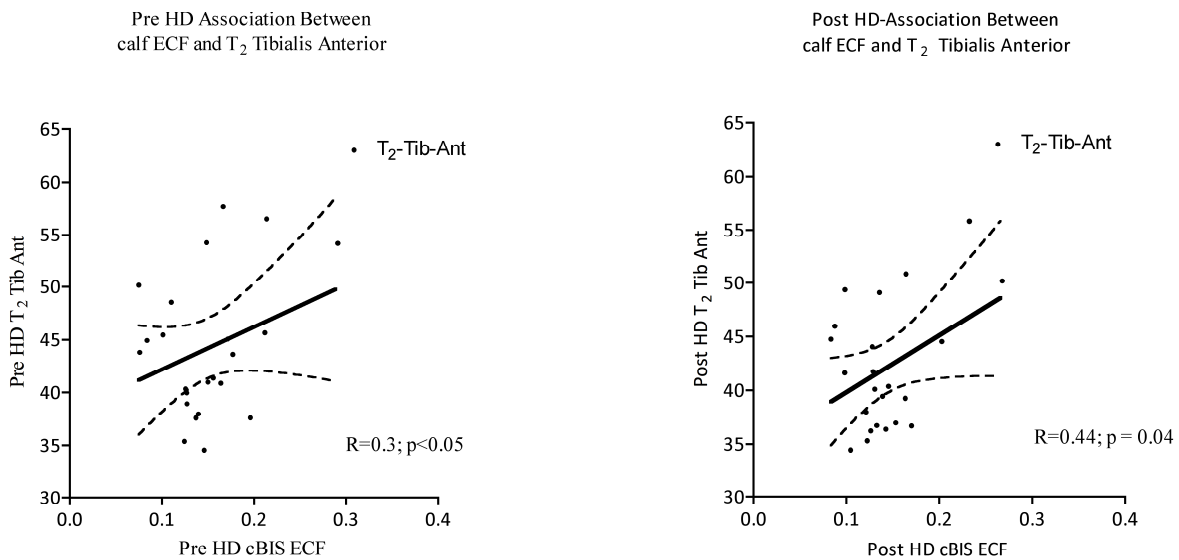 Pre HD Association Between
calf ECF and T2 Tibialis Anterior
65
60
55
50
45
40
35
30
0.0 0.1 0.2 0.3 0.4
Pre HD T2 Tib Ant
Pre HD cBIS ECF
T2-Tib-Ant
R=0.3; p<0.05
Post HD-Association Between
calf ECF and T2 Tibialis Anterior
65
60
55
50
45
40
35
30
0.0 0.1 0.2 0.3 0.4
Post HD T2 Tib Ant
Post HD cBIS ECF
T2-Tib-Ant
R=0.44; p = 0.04